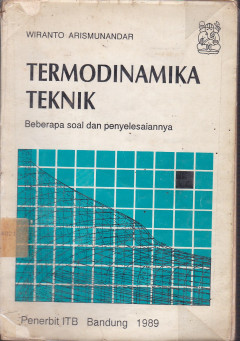 WIRANTO ARISMUNANDAR
TERMODINAMIKA
TEKNIK
Beberapa soal dan penyelesaiannya
Penerbit ITB Bandung 1989